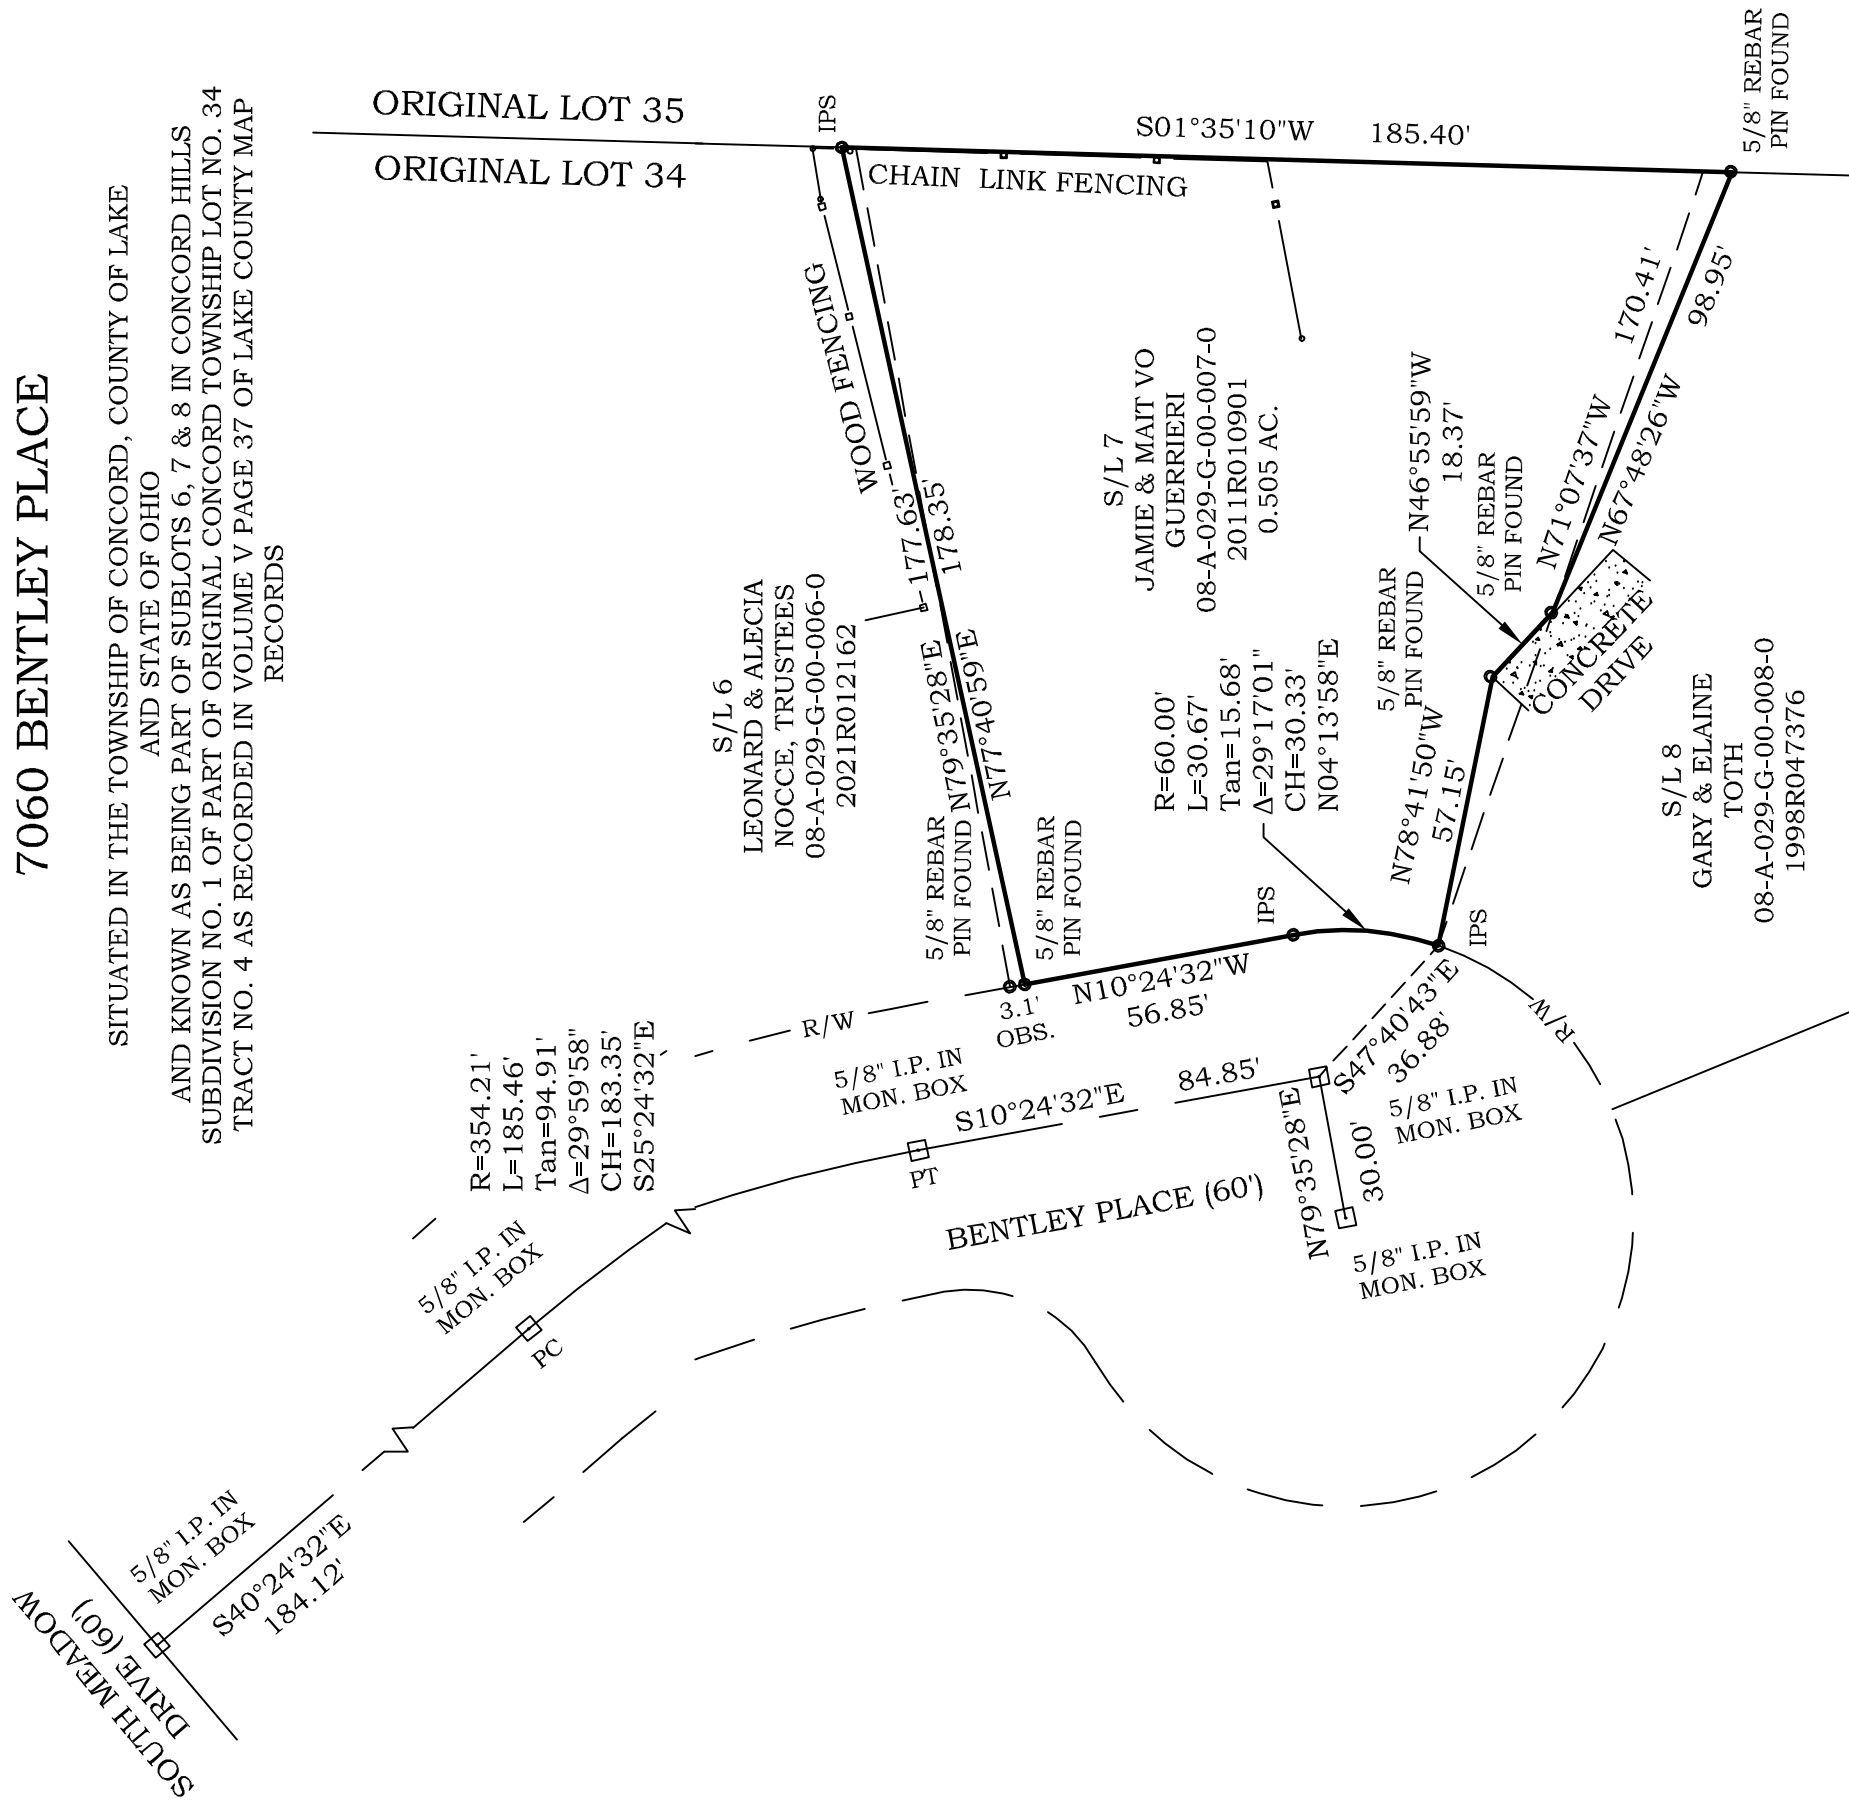 7060 BENTLEY PLACE
SITUATED IN THE TOWNSHIP OF CONCORD, COUNTY OF LAKE
AND STATE OF OHIO
AND KNOWN AS BEING PART OF SUBLOTS 6, 7 & 8 IN CONCORD HILLS
SUBDIVISION NO. 1 OF PART OF ORIGINAL CONCORD TOWNSHIP LOT NO. 34
TRACT NO. 4 AS RECORDED IN VOLUME V PAGE 37 OF LAKE COUNTY MAP
RECORDS
ORIGINAL LOT 35
ORIGINAL LOT 34
IPS
S01°35'10"W 185.40'
5/8" REBAR
PIN FOUND
CHAIN LINK FENCING
WOOD FENCING
177.63'
178.35'
N79°35'28"E
N77°40'59"E
S/L 6
LEONARD & ALECIA
NOCCE, TRUSTEES
08-A-029-G-00-006-0
2021R012162
S/L 7
JAMIE & MAIT VO
GUERRIERI
08-A-029-G-00-007-0
2011R010901
0.505 AC.
170.41'
98.95'
N71°07'37"W
N67°48'26"W
N46°55'59"W
18.37'
5/8" REBAR
PIN FOUND
5/8" REBAR
PIN FOUND
CONCRETE
DRIVE
N78°41'50"W
57.15'
S/L 8
GARY & ELAINE
TOTH
08-A-029-G-00-008-0
1998R047376
R=60.00'
L=30.67'
Tan=15.68'
Δ=29°17'01"
CH=30.33'
N04°13'58"E
5/8" REBAR
PIN FOUND
5/8" REBAR
PIN FOUND
IPS
IPS
3.1'
OBS.
N10°24'32"W
56.85'
R/W
R/W
R=354.21'
L=185.46'
Tan=94.91'
Δ=29°59'58"
CH=183.35'
S25°24'32"E
5/8" I.P. IN
MON. BOX
S10°24'32"E 84.85'
PT
S47°40'43"E
36.88'
5/8" I.P. IN
MON. BOX
N79°35'28"E
30.00'
5/8" I.P. IN
MON. BOX
BENTLEY PLACE (60')
5/8" I.P. IN
MON. BOX
PC
5/8" I.P. IN
MON. BOX
S40°24'32"E
184.12'
SOUTH MEADOW
DRIVE (60')